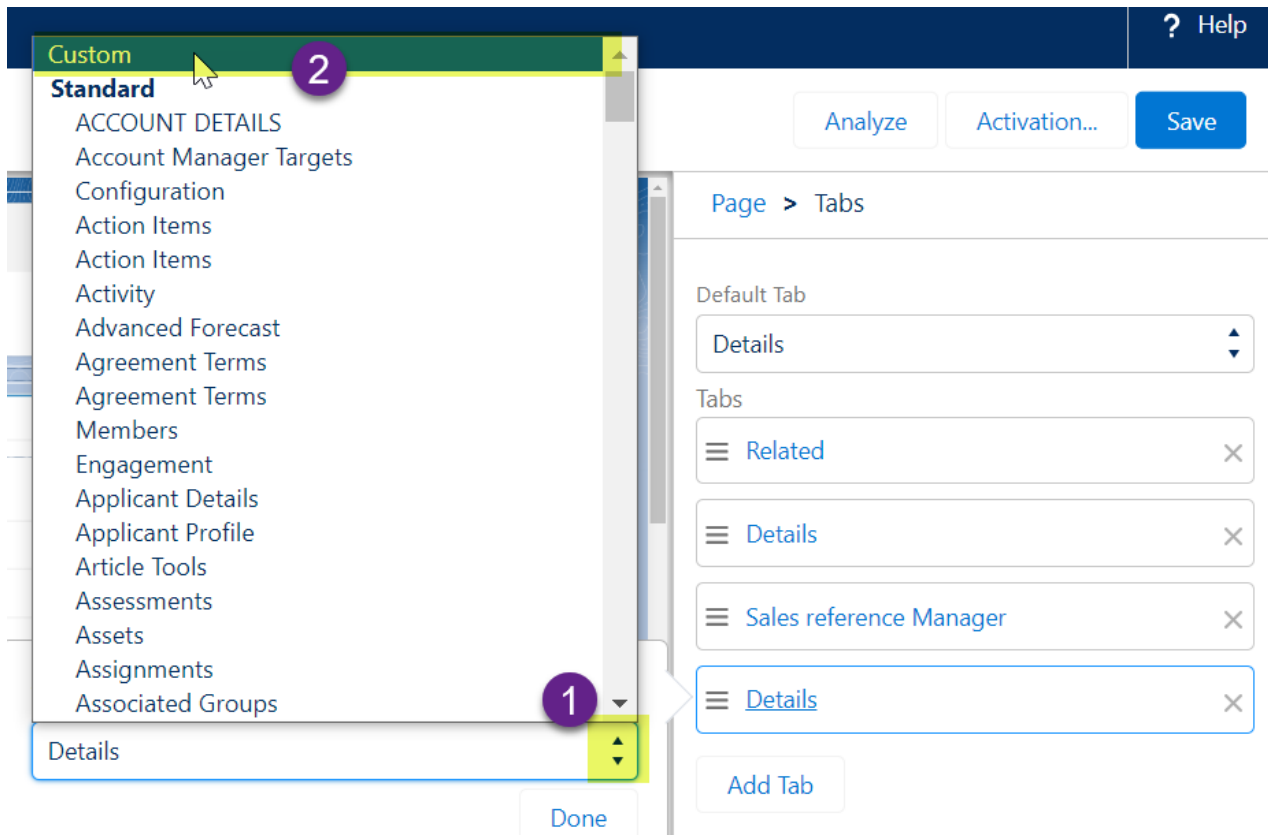 ? Help
Custom
2
Standard
ACCOUNT DETAILS
Account Manager Targets
Configuration
Action Items
Action Items
Activity
Advanced Forecast
Agreement Terms
Agreement Terms
Members
Engagement
Applicant Details
Applicant Profile
Article Tools
Assessments
Assets
Assignments
Associated Groups
1
Details
Done
Analyze Activation... Save
Page > Tabs
Default Tab
Details
Tabs
Related
Details
Sales reference Manager
Details
Add Tab